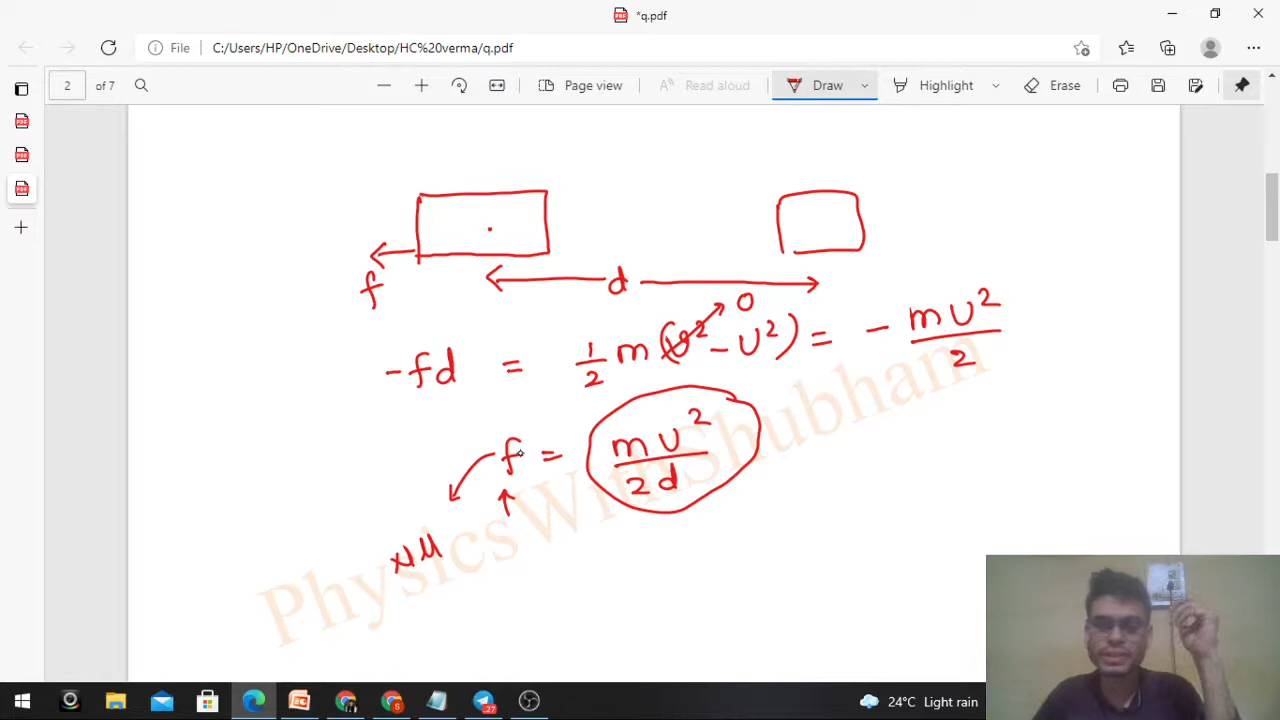 *q.pdf
File C:/Users/HP/OneDrive/Desktop/HC%20verma/q.pdf
2 of 7 Page view Read aloud Draw Highlight Erase
f
d
0
-fd = 1/2 m(v² - u²) = - mu²/2
f = mu²/2d
PhysicsWithShubham
27
24°C Light rain